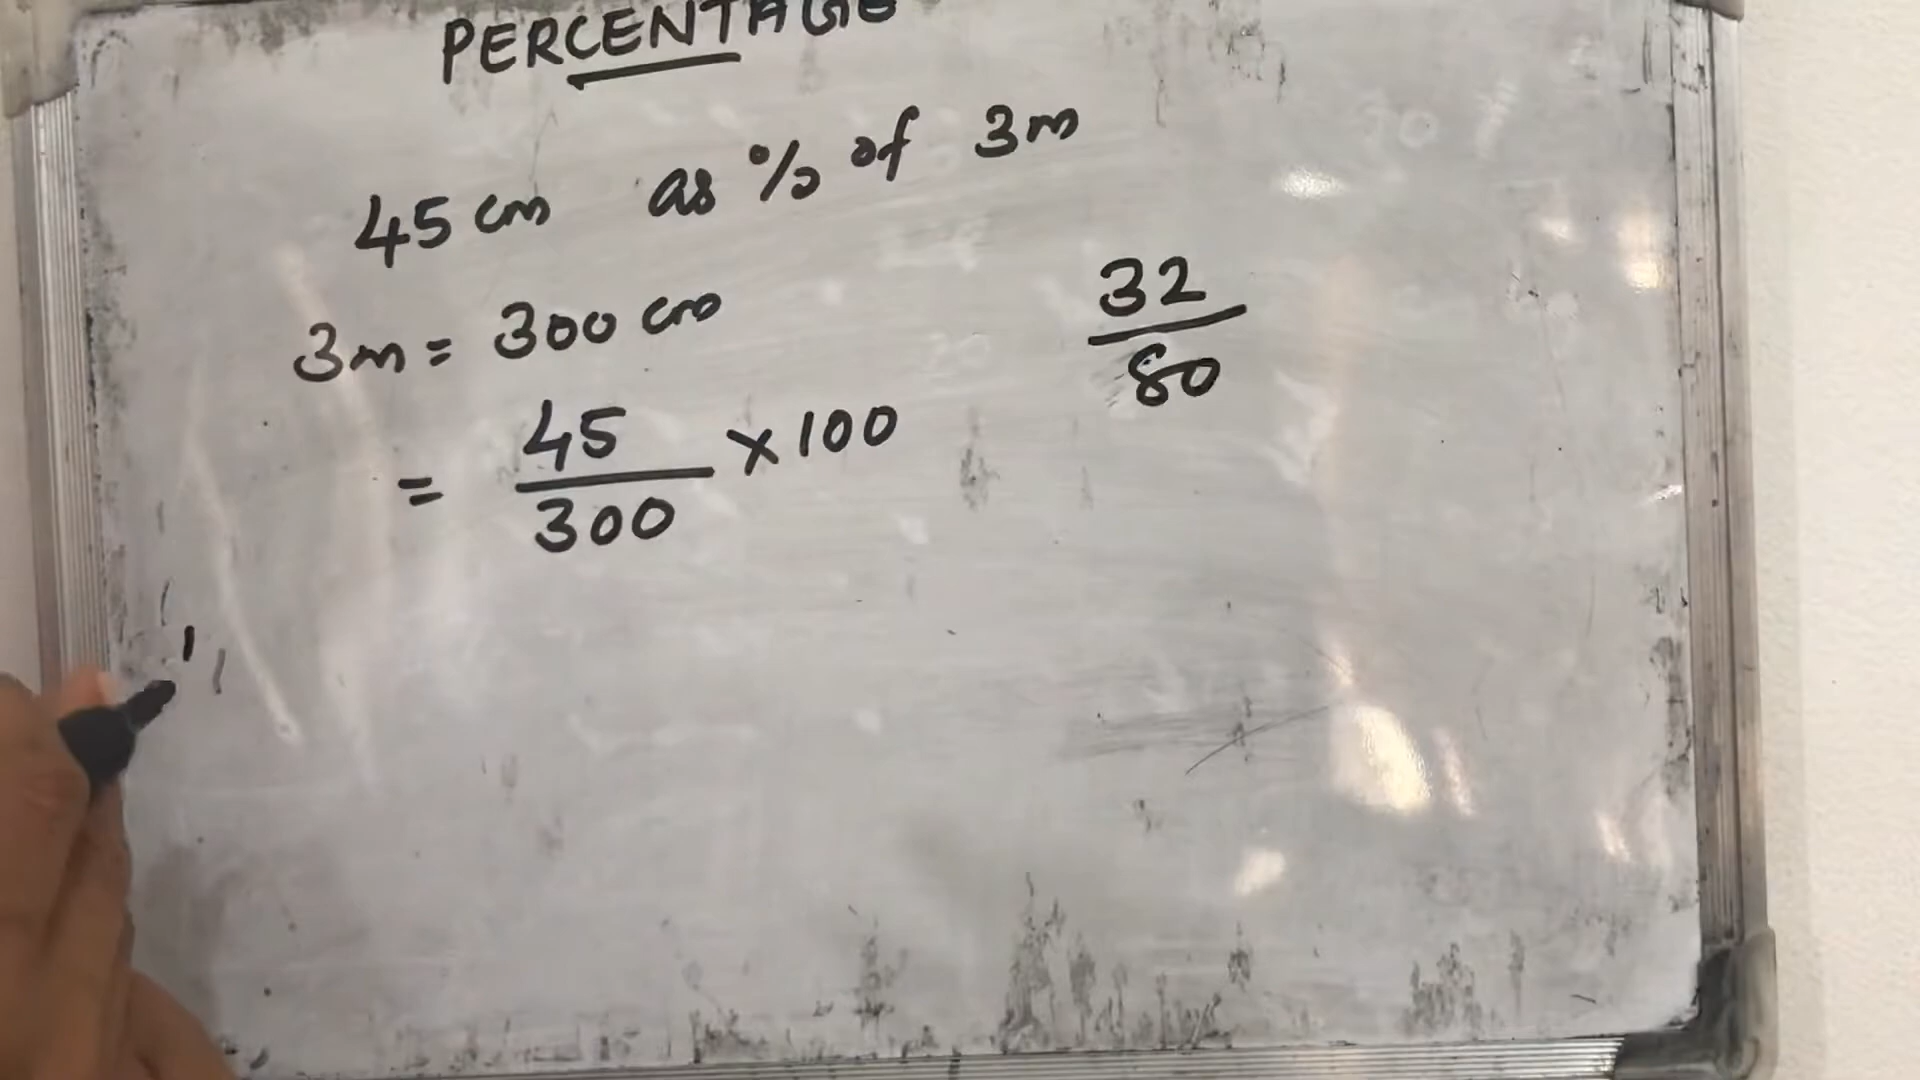 PERCENTAGE
45 cm as % of 3m
3m = 300 cm
= 45/300 × 100
32/80